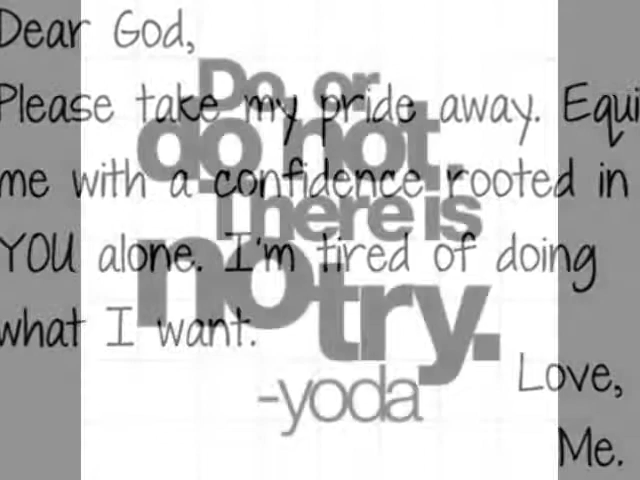 Dear God,
Please take my pride away. Equi
me with a confidence rooted in
YOU alone. I'm tired of doing
what I want.
Love,
Me.
Do, or
do not.
There is
no try.
-yoda